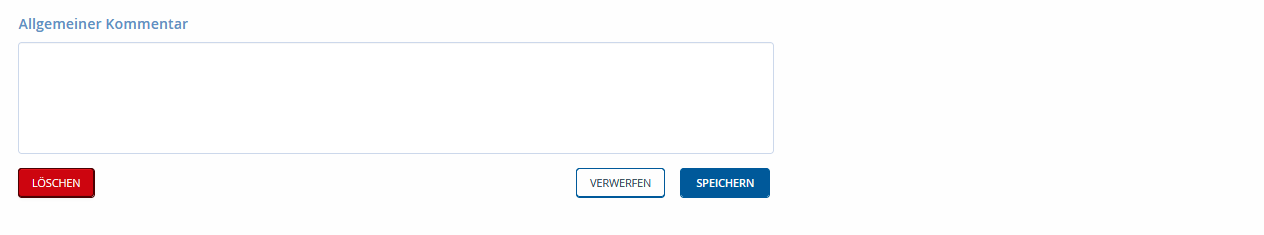 Allgemeiner Kommentar
LÖSCHEN VERWERFEN SPEICHERN